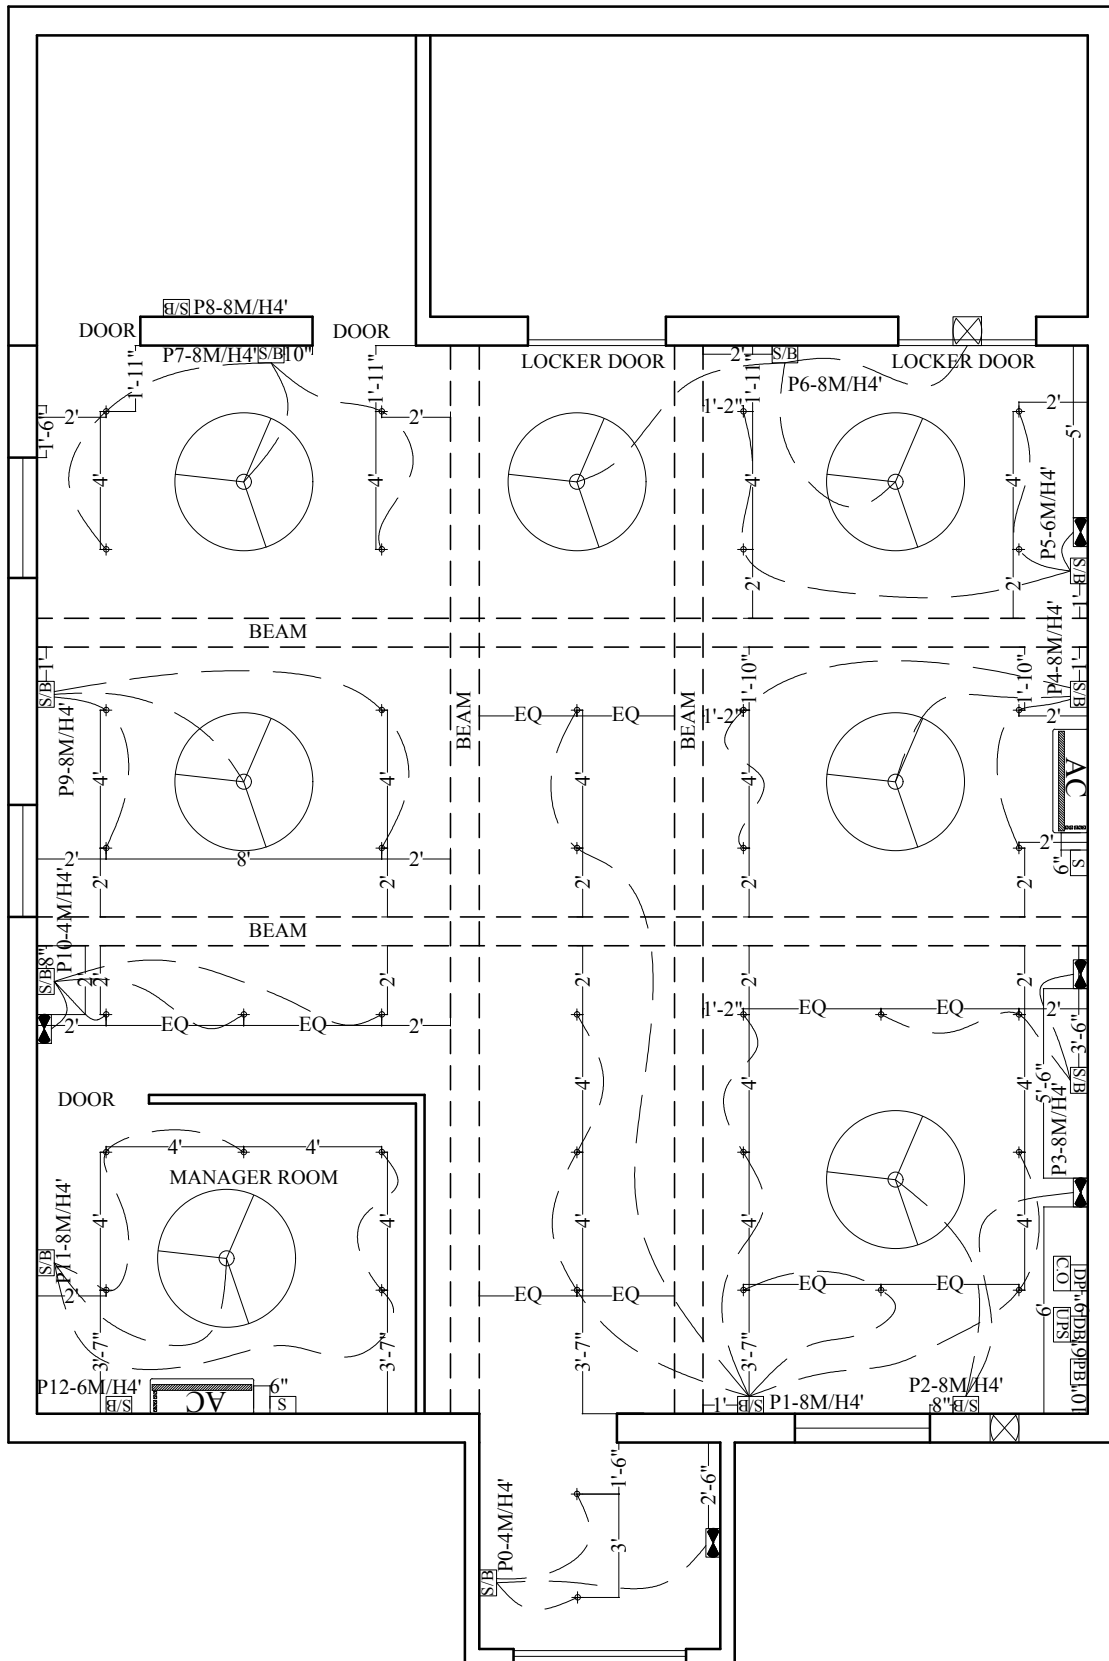 S/B P8-8M/H4'
DOOR
DOOR
P7-8M/H4' S/B 10"
LOCKER DOOR
2' S/B
LOCKER DOOR
P6-8M/H4'
1'-11"
1'-11"
1'-11"
1'-6"
2'
2'
1'-2"
2'
5'
4'
4'
4'
4'
P5-6M/H4'
S/B
2'
2'
1'
BEAM
1'
S/B
P9-8M/H4'
BEAM
EQ
EQ
BEAM
1'-2"
1'-10"
1'-10"
P4-8M/H4'
1'
S/B
2'
4'
4'
4'
4'
AC
2'
8'
2'
2'
6"
S
2'
2'
2'
2'
2'
P10-4M/H4'
BEAM
8"
S/B
2'
2'
2'
2'
2'
2'
EQ
EQ
2'
1'-2"
EQ
EQ
2'
3'-6"
5'-6"
S/B
P3-8M/H4'
4'
4'
DOOR
4'
4'
MANAGER ROOM
4'
4'
4'
4'
P11-8M/H4'
S/B
2'
EQ
EQ
EQ
EQ
6'
C.O
UPS
DP
6"
DB
9"
PB
10"
3'-7"
3'-7"
3'-7"
3'-7"
P12-6M/H4'
S/B
AC
6"
S
1'
S/B
P1-8M/H4'
P2-8M/H4'
8"
S/B
1'-6"
2'-6"
3'
P0-4M/H4'
S/B